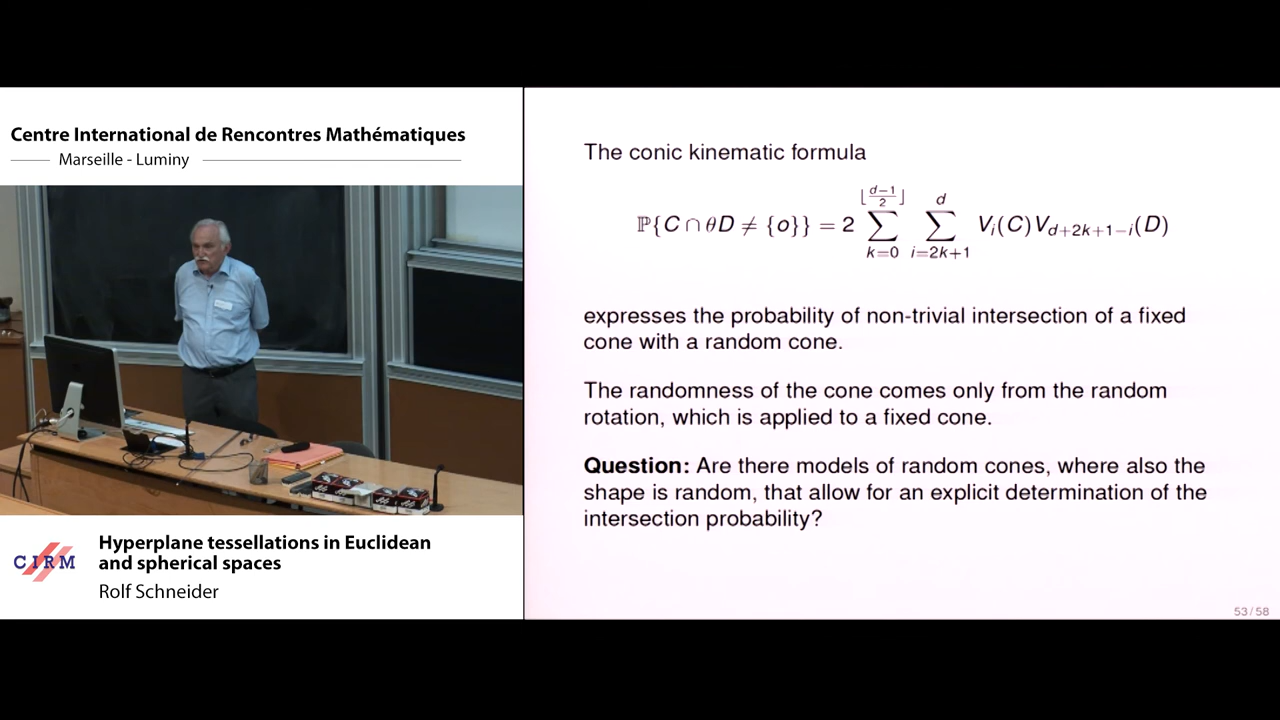 Centre International de Rencontres Mathématiques
Marseille - Luminy
CIRM
Hyperplane tessellations in Euclidean
and spherical spaces
Rolf Schneider
The conic kinematic formula
ℙ{C ∩ θD ≠ {o}} = 2 ∑_{k=0}^{⌊(d−1)/2⌋} ∑_{i=2k+1}^{d} V_i(C) V_{d+2k+1−i}(D)
expresses the probability of non-trivial intersection of a fixed
cone with a random cone.
The randomness of the cone comes only from the random
rotation, which is applied to a fixed cone.
Question: Are there models of random cones, where also the
shape is random, that allow for an explicit determination of the
intersection probability?
53 / 58